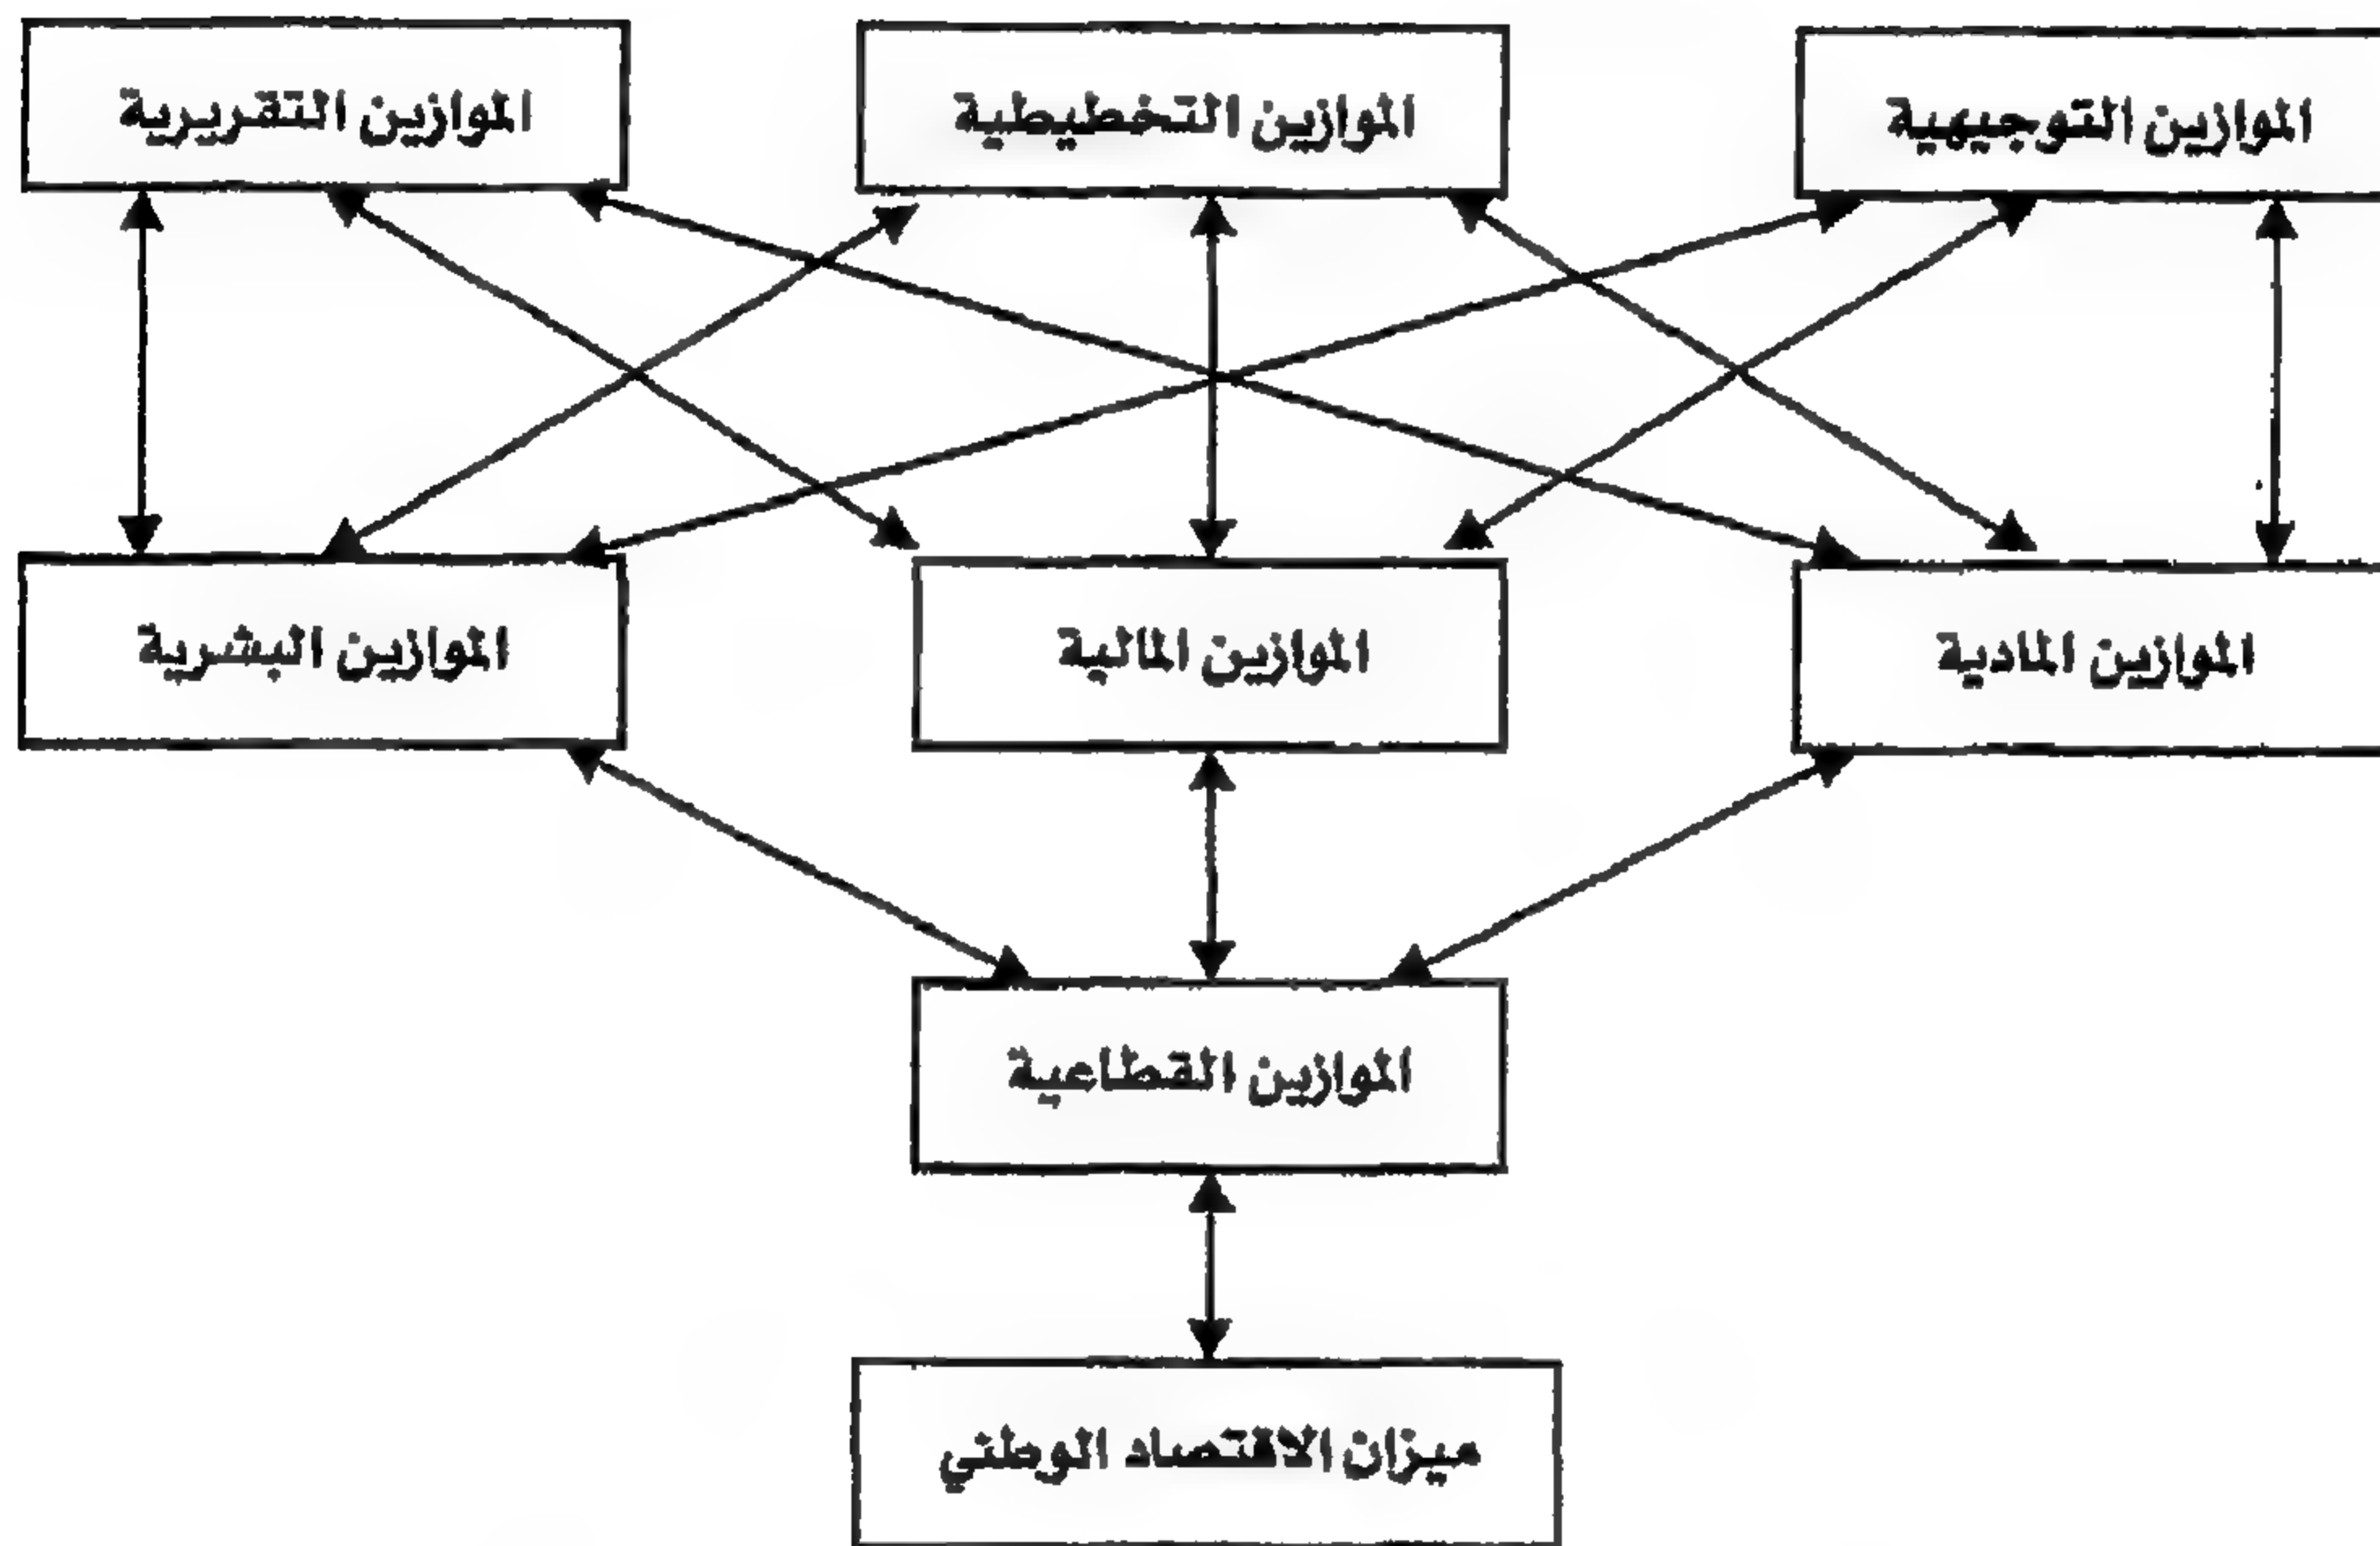 الموازين التوجيهية
الموازين التخطيطية
الموازين التقريرية
الموازين المادية
الموازين المالية
الموازين البشرية
الموازين القطاعية
ميزان الاقتصاد الوطني